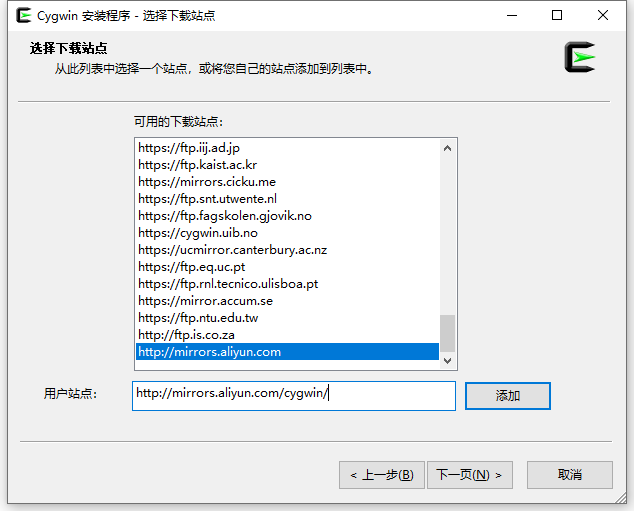 Cygwin 安装程序 - 选择下载站点
选择下载站点
从此列表中选择一个站点，或将您自己的站点添加到列表中。
可用的下载站点：
https://ftp.iij.ad.jp
https://ftp.kaist.ac.kr
https://mirrors.cicku.me
https://ftp.snt.utwente.nl
https://ftp.fagskolen.gjovik.no
https://cygwin.uib.no
https://ucmirror.canterbury.ac.nz
https://ftp.eq.uc.pt
https://ftp.rnl.tecnico.ulisboa.pt
https://mirror.accum.se
https://ftp.ntu.edu.tw
http://ftp.is.co.za
http://mirrors.aliyun.com
用户站点： http://mirrors.aliyun.com/cygwin/ 添加
< 上一步(B) 下一页(N) > 取消